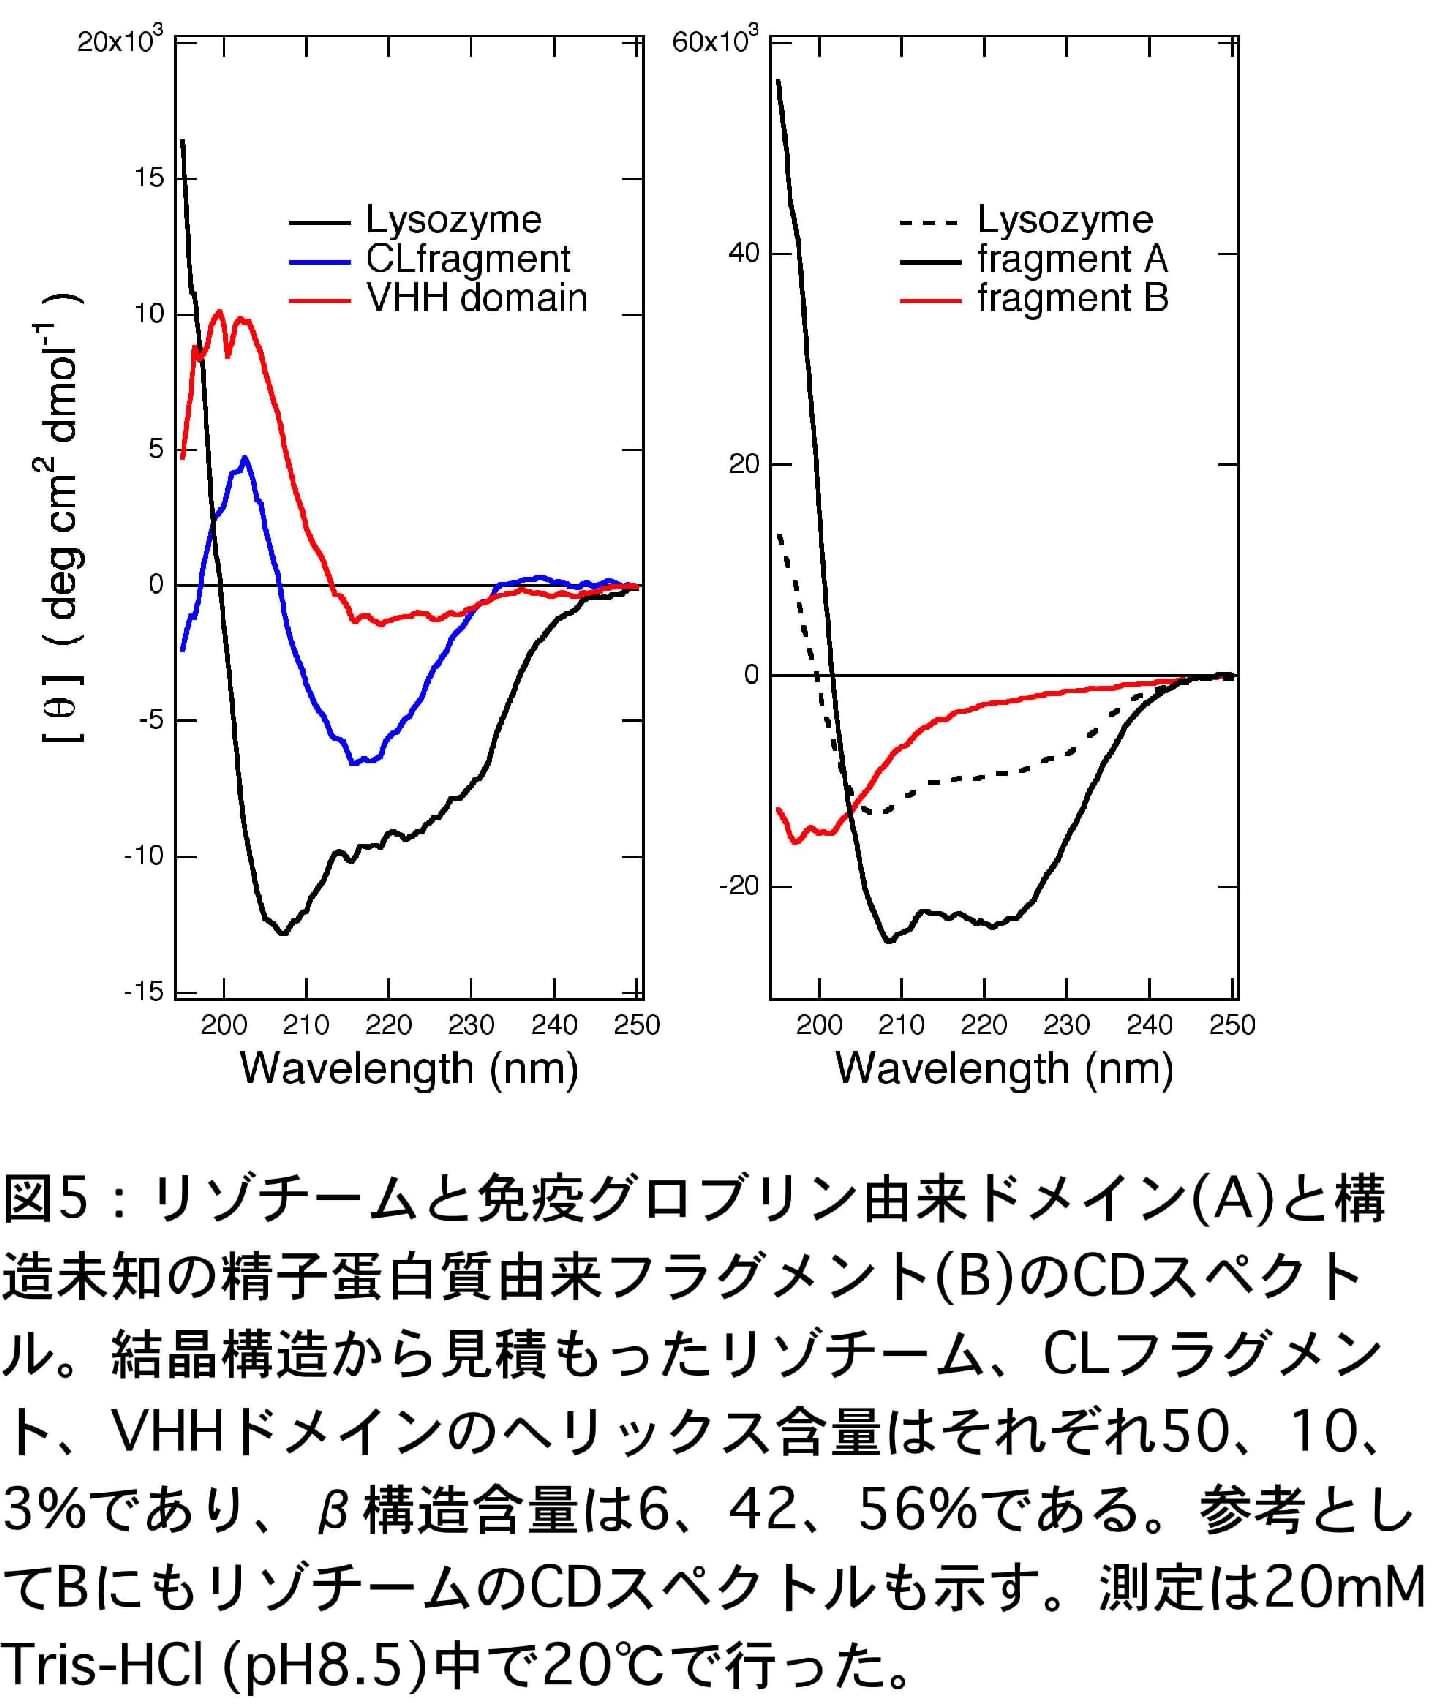 20x10³
15
10
5
0
-5
-10
-15
[ θ ] ( deg cm² dmol⁻¹ )
Lysozyme
CLfragment
VHH domain
200 210 220 230 240 250
Wavelength (nm)
60x10³
40
20
0
-20
Lysozyme
fragment A
fragment B
200 210 220 230 240 250
Wavelength (nm)
図5：リゾチームと免疫グロブリン由来ドメイン(A)と構
造未知の精子蛋白質由来フラグメント(B)のCDスペクト
ル。結晶構造から見積もったリゾチーム、CLフラグメン
ト、VHHドメインのヘリックス含量はそれぞれ50、10、
3%であり、β構造含量は6、42、56%である。参考とし
てBにもリゾチームのCDスペクトルも示す。測定は20mM
Tris-HCl (pH8.5)中で20℃で行った。